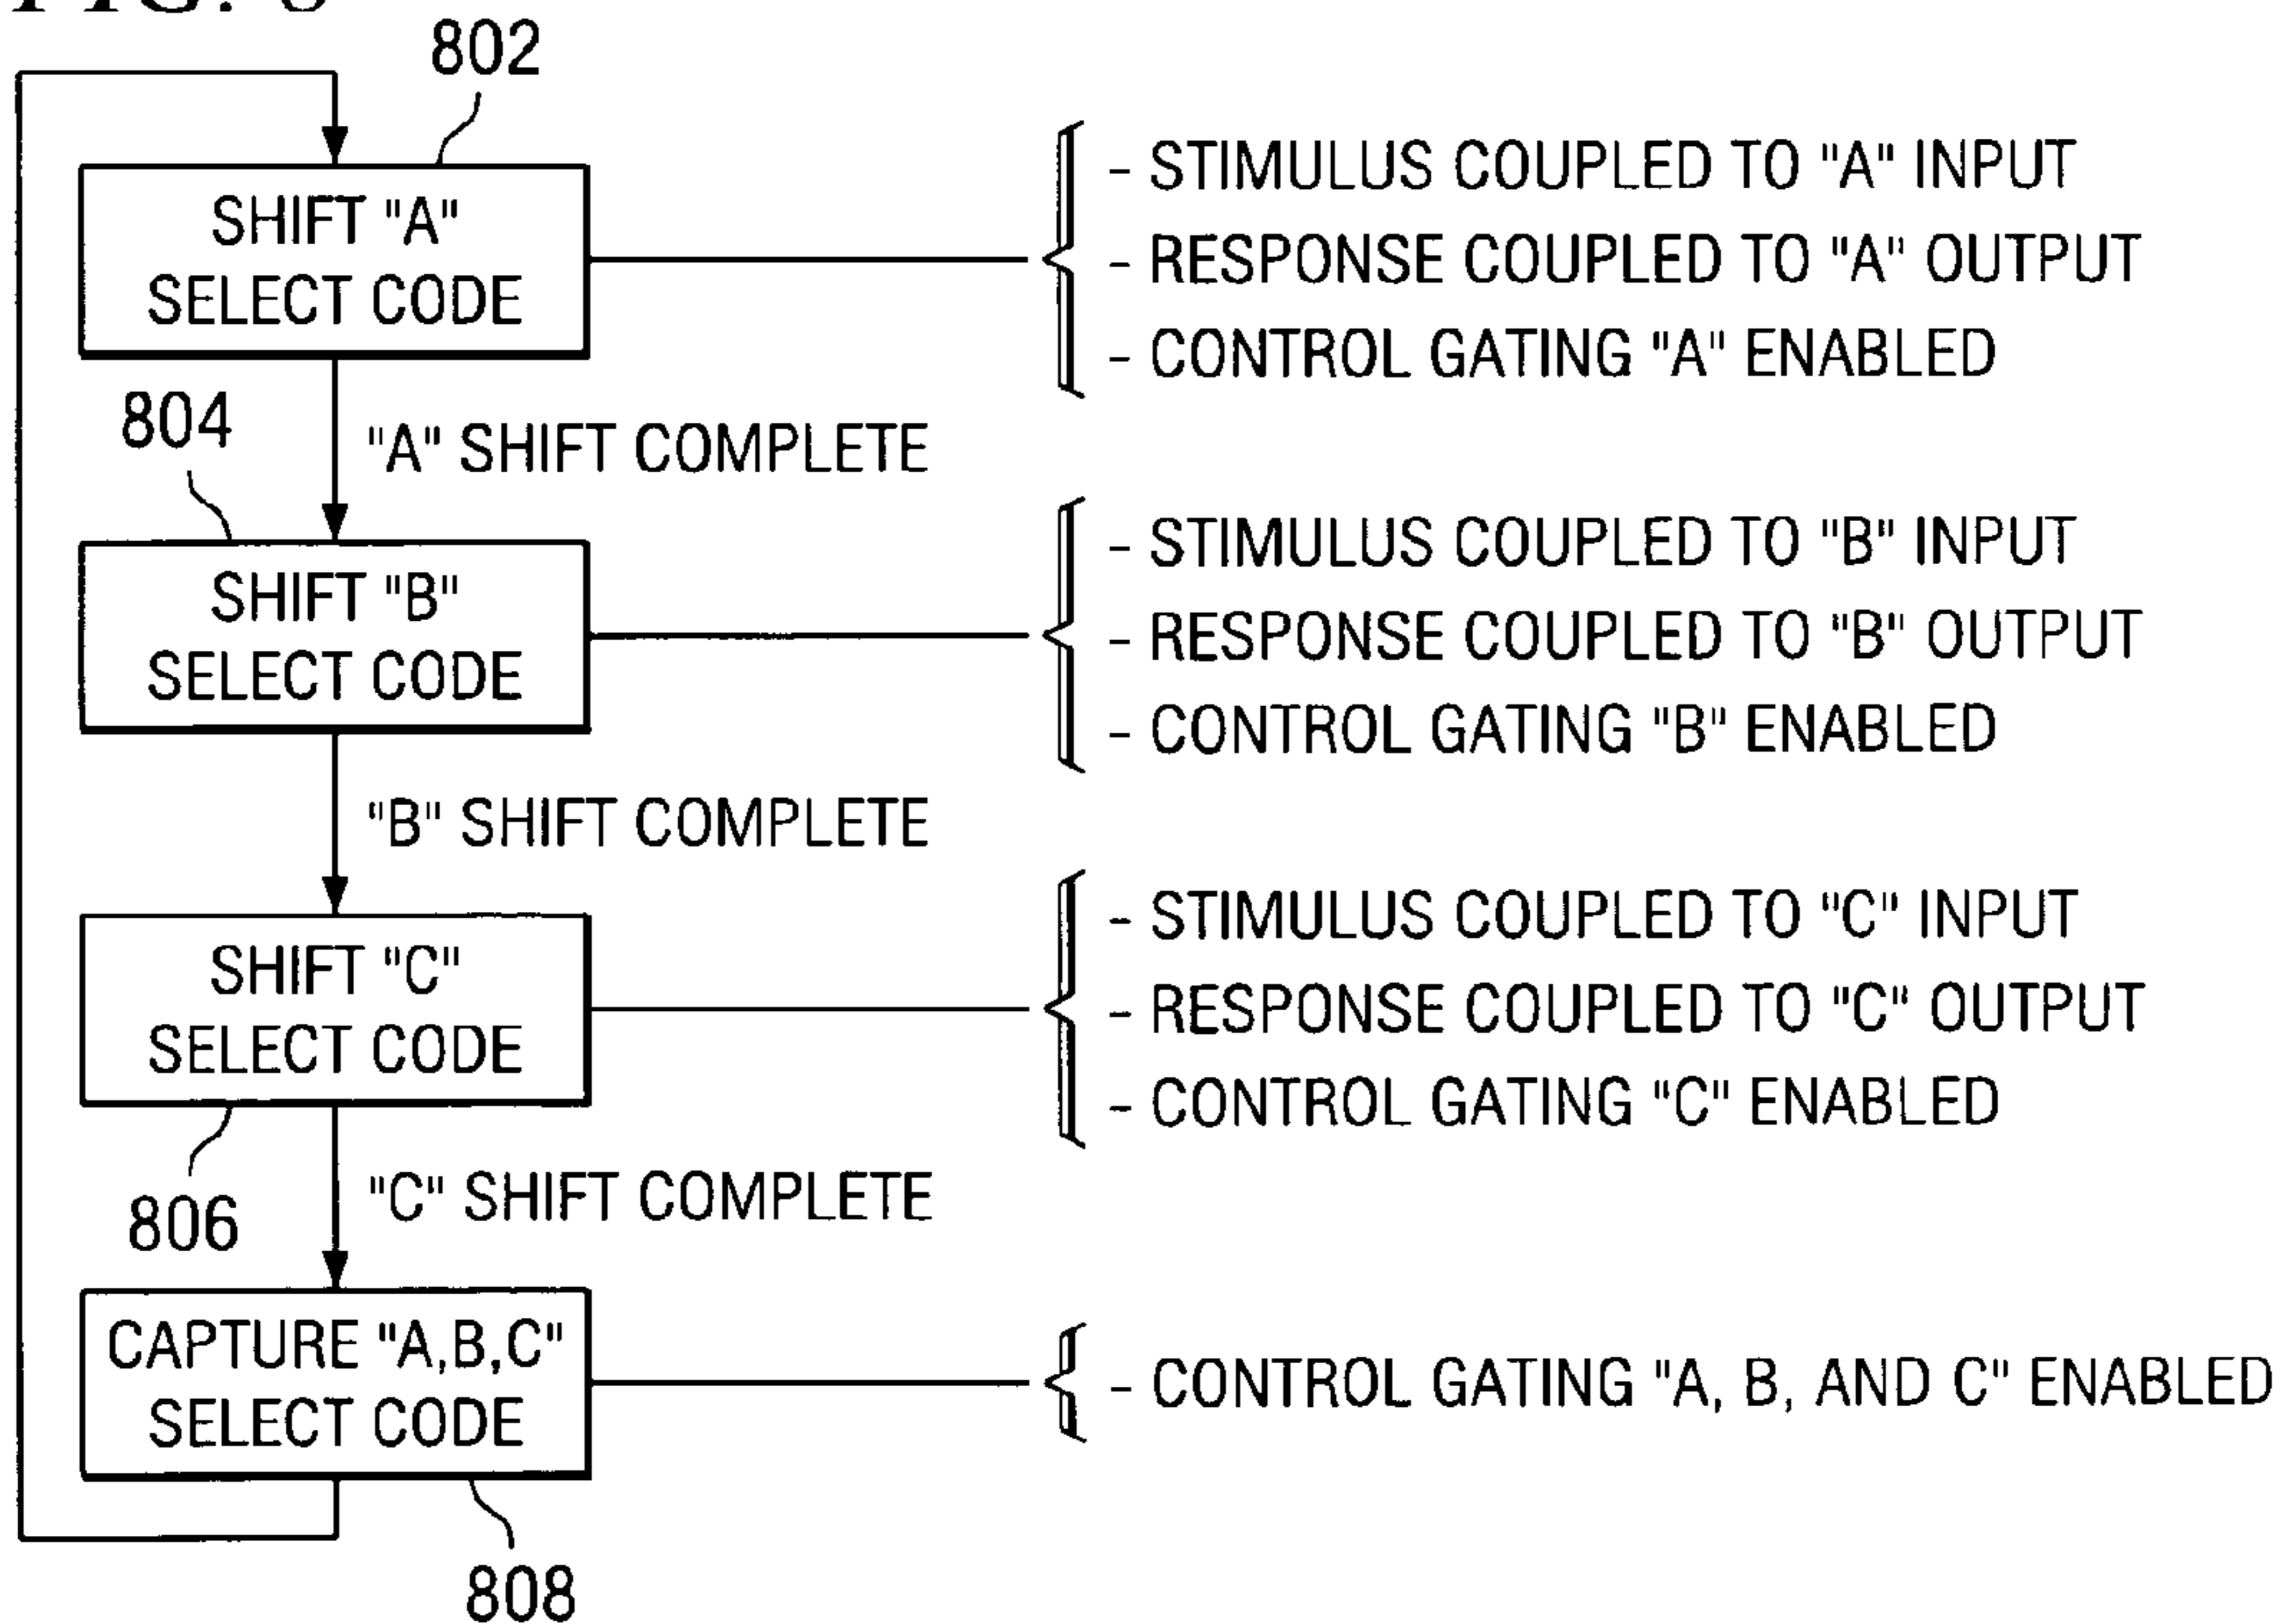 802
SHIFT "A"
SELECT CODE
- STIMULUS COUPLED TO "A" INPUT
- RESPONSE COUPLED TO "A" OUTPUT
- CONTROL GATING "A" ENABLED
804
"A" SHIFT COMPLETE
SHIFT "B"
SELECT CODE
- STIMULUS COUPLED TO "B" INPUT
- RESPONSE COUPLED TO "B" OUTPUT
- CONTROL GATING "B" ENABLED
"B" SHIFT COMPLETE
SHIFT "C"
SELECT CODE
- STIMULUS COUPLED TO "C" INPUT
- RESPONSE COUPLED TO "C" OUTPUT
- CONTROL GATING "C" ENABLED
806
"C" SHIFT COMPLETE
CAPTURE "A,B,C"
SELECT CODE
- CONTROL GATING "A, B, AND C" ENABLED
808